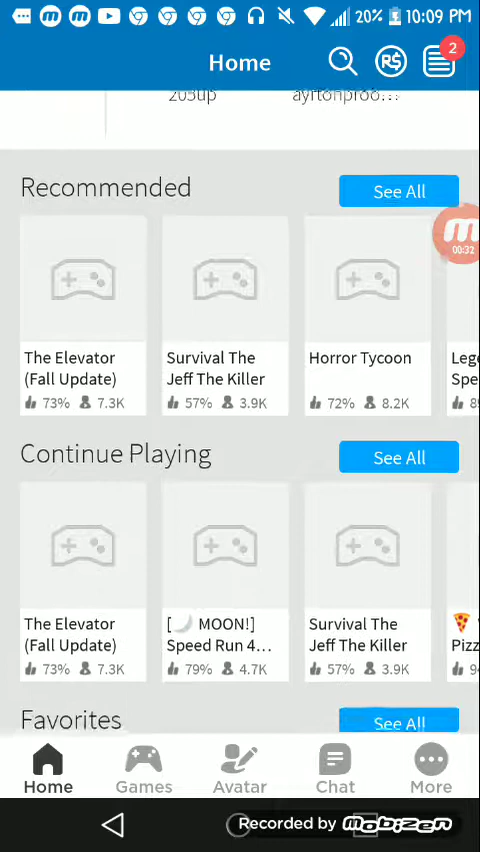 20% 10:09 PM
Home
R$
2
Recommended
See All
00:32
The Elevator
(Fall Update)
73% 7.3K
Survival The
Jeff The Killer
57% 3.9K
Horror Tycoon
72% 8.2K
Continue Playing
See All
The Elevator
(Fall Update)
73% 7.3K
[🌙 MOON!]
Speed Run 4...
79% 4.7K
Survival The
Jeff The Killer
57% 3.9K
Favorites
See All
Home
Games
Avatar
Chat
More
Recorded by mobizen